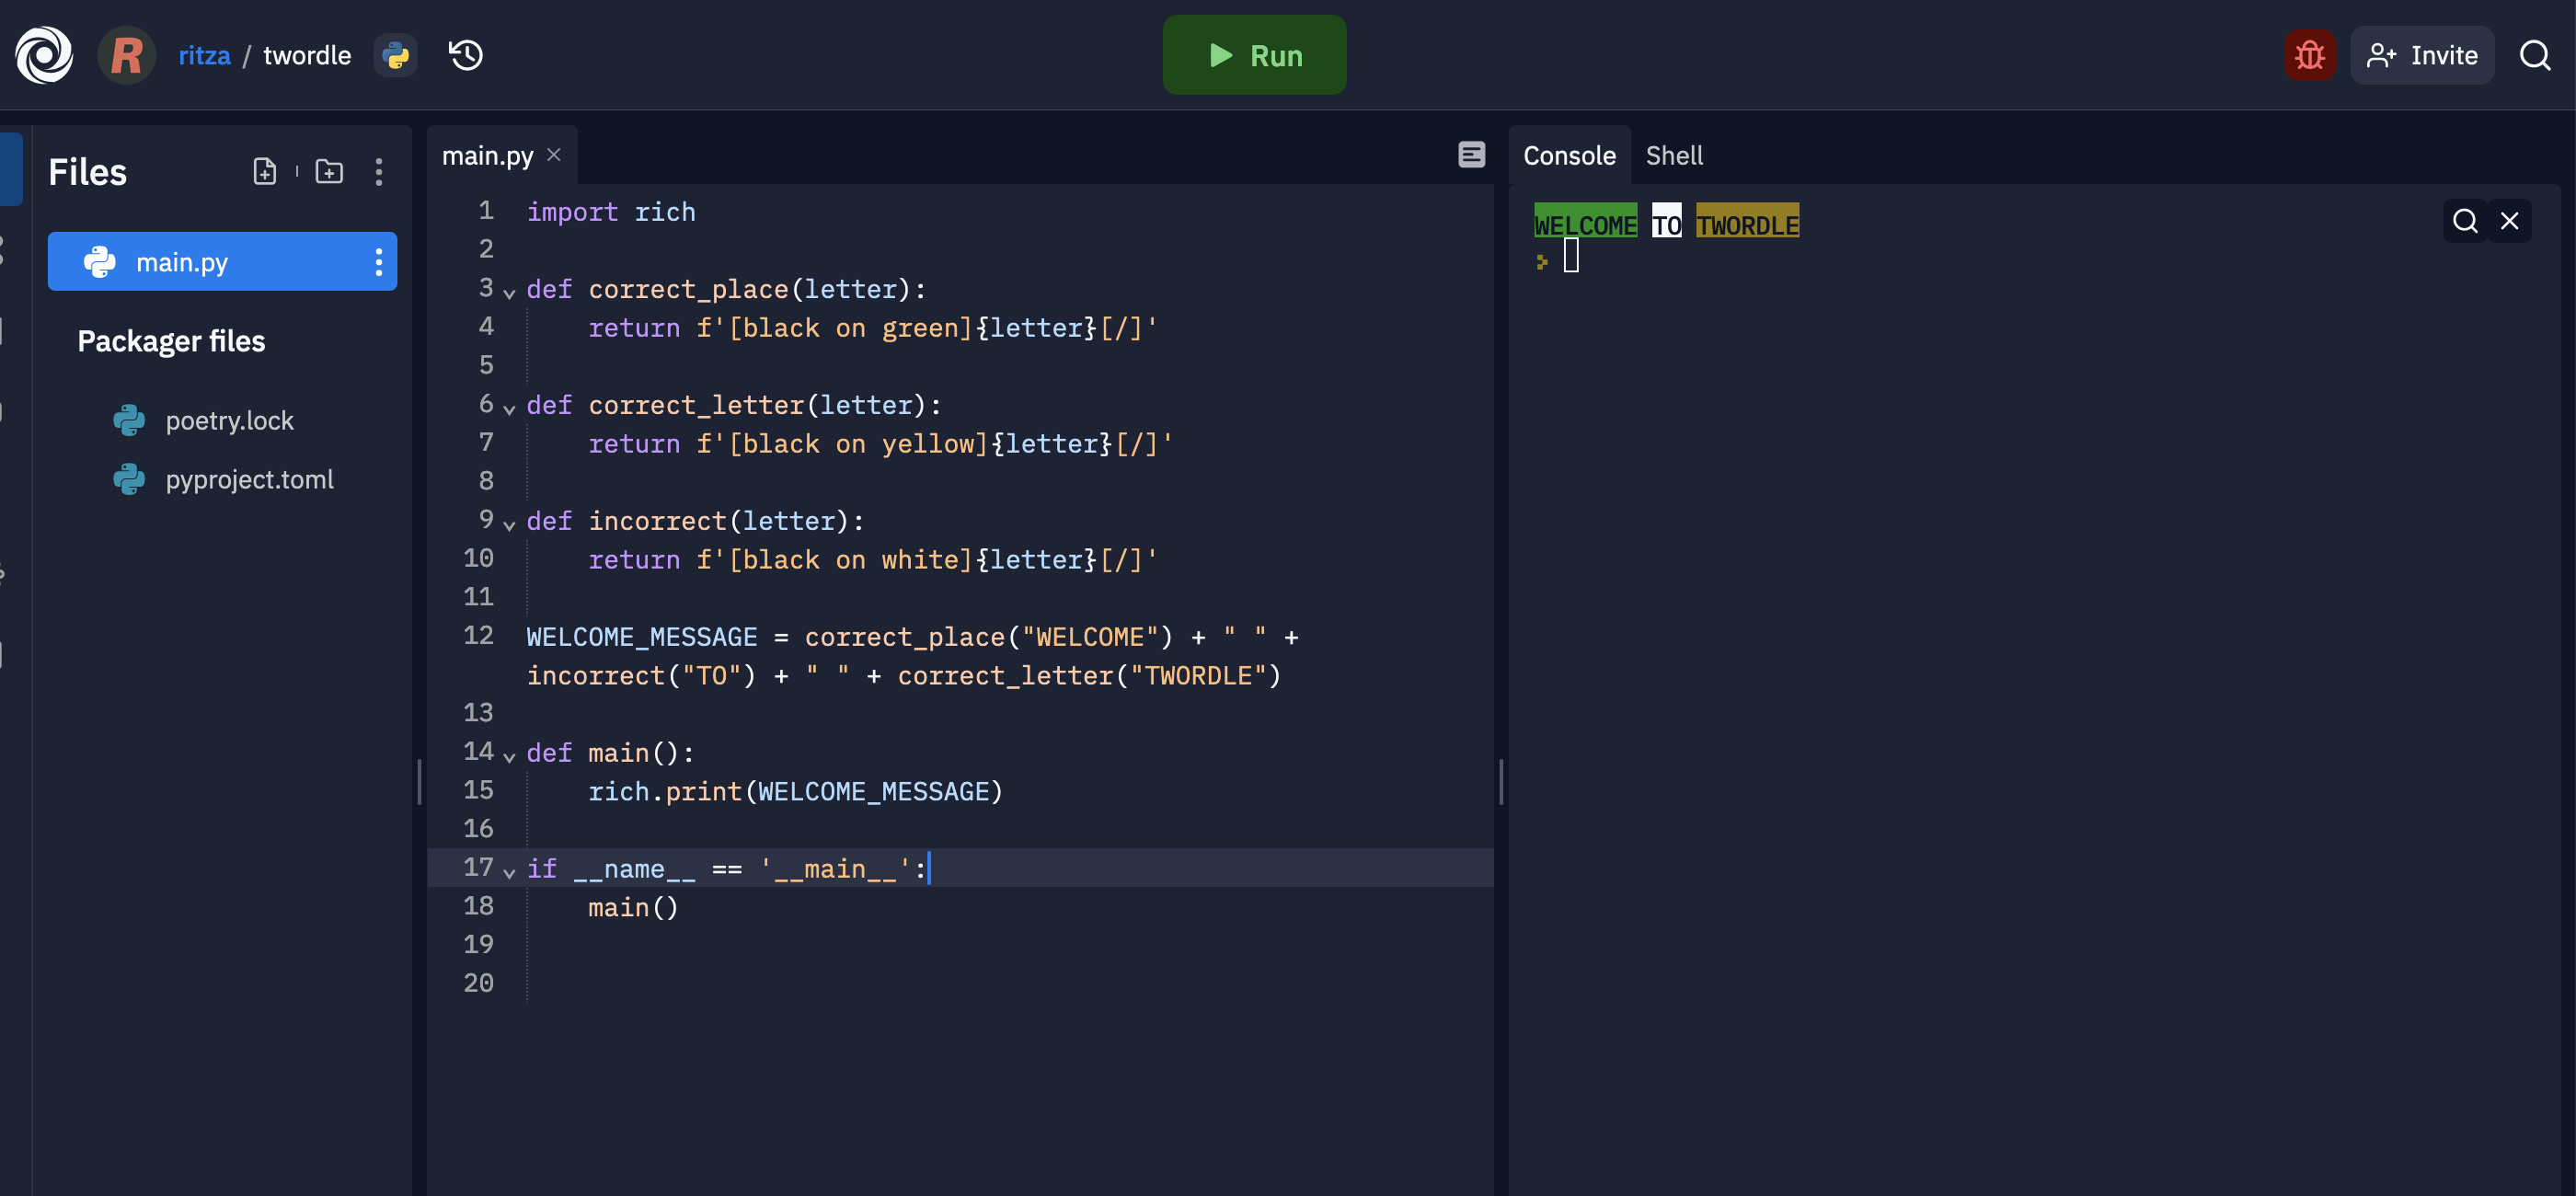 R ritza / twordle Run Invite
Files
main.py
Packager files
poetry.lock
pyproject.toml
main.py
1 import rich
2
3 def correct_place(letter):
4     return f'[black on green]{letter}[/]'
5
6 def correct_letter(letter):
7     return f'[black on yellow]{letter}[/]'
8
9 def incorrect(letter):
10     return f'[black on white]{letter}[/]'
11
12 WELCOME_MESSAGE = correct_place("WELCOME") + " " +
incorrect("TO") + " " + correct_letter("TWORDLE")
13
14 def main():
15     rich.print(WELCOME_MESSAGE)
16
17 if __name__ == '__main__':
18     main()
19
20
Console Shell
WELCOME TO TWORDLE